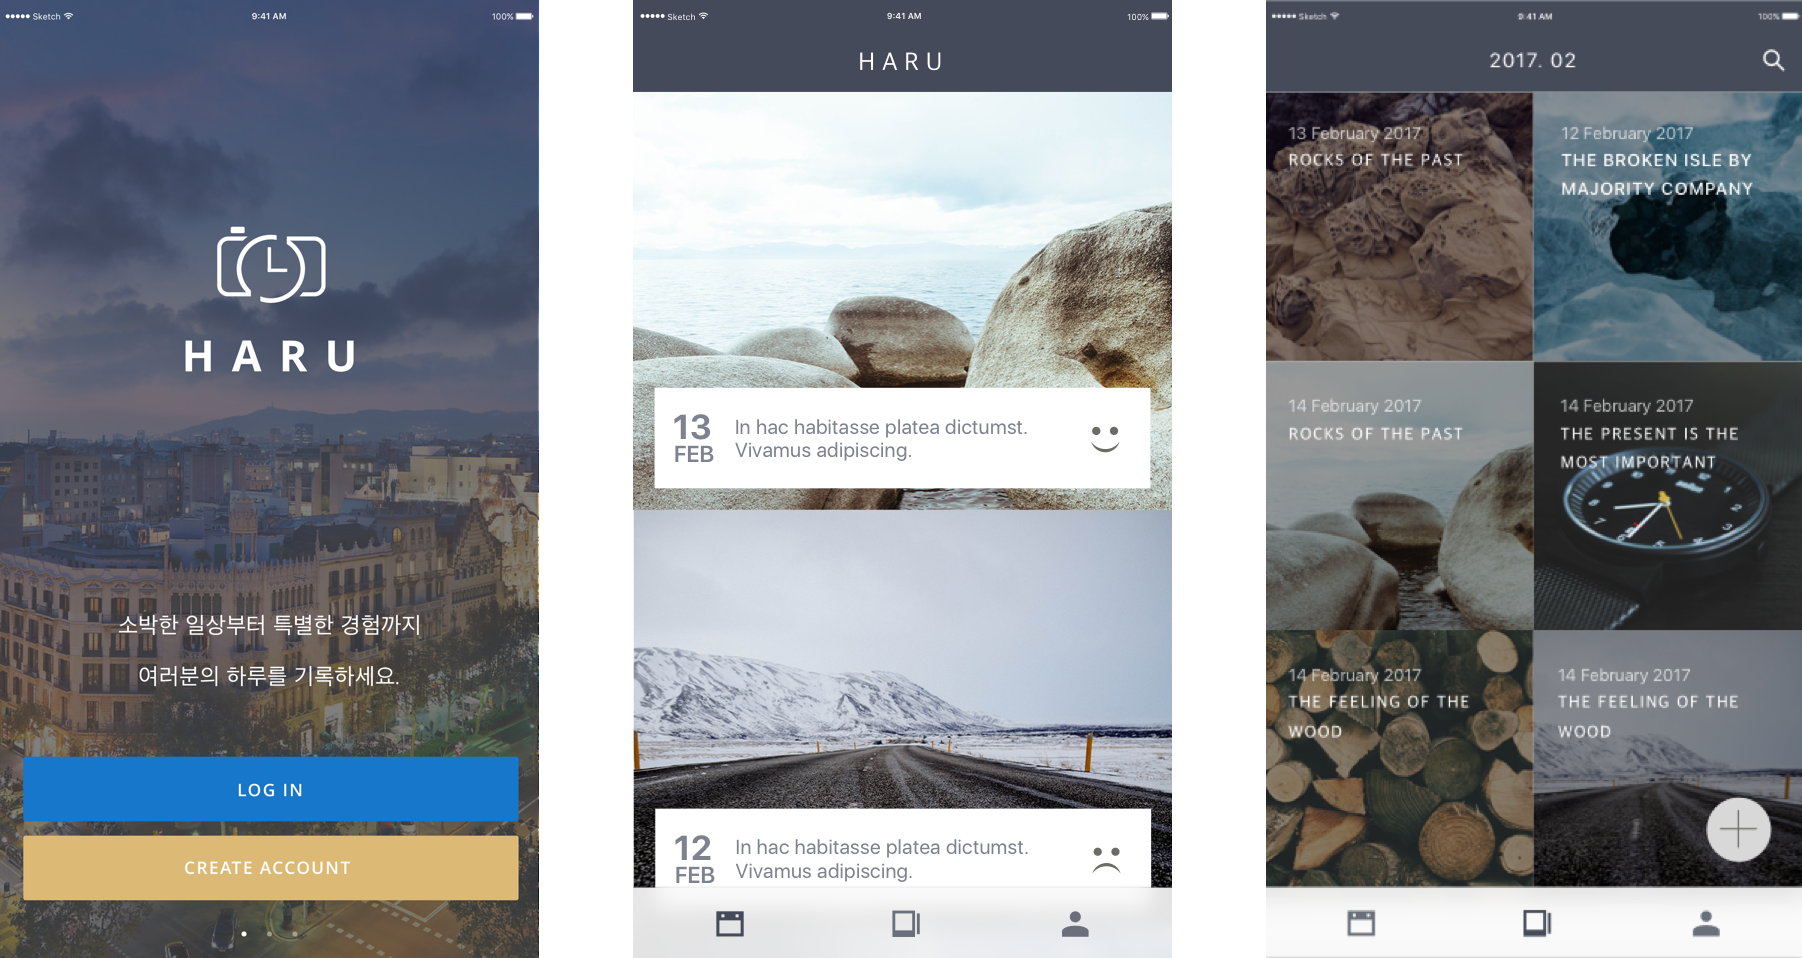 Sketch
9:41 AM
100%
HARU
소박한 일상부터 특별한 경험까지
여러분의 하루를 기록하세요.
LOG IN
CREATE ACCOUNT
Sketch
9:41 AM
100%
HARU
13
FEB
In hac habitasse platea dictumst.
Vivamus adipiscing.
12
FEB
In hac habitasse platea dictumst.
Vivamus adipiscing.
Sketch
9:41 AM
100%
2017. 02
13 February 2017
ROCKS OF THE PAST
12 February 2017
THE BROKEN ISLE BY
MAJORITY COMPANY
14 February 2017
ROCKS OF THE PAST
14 February 2017
THE PRESENT IS THE
MOST IMPORTANT
14 February 2017
THE FEELING OF THE
WOOD
14 February 2017
THE FEELING OF THE
WOOD